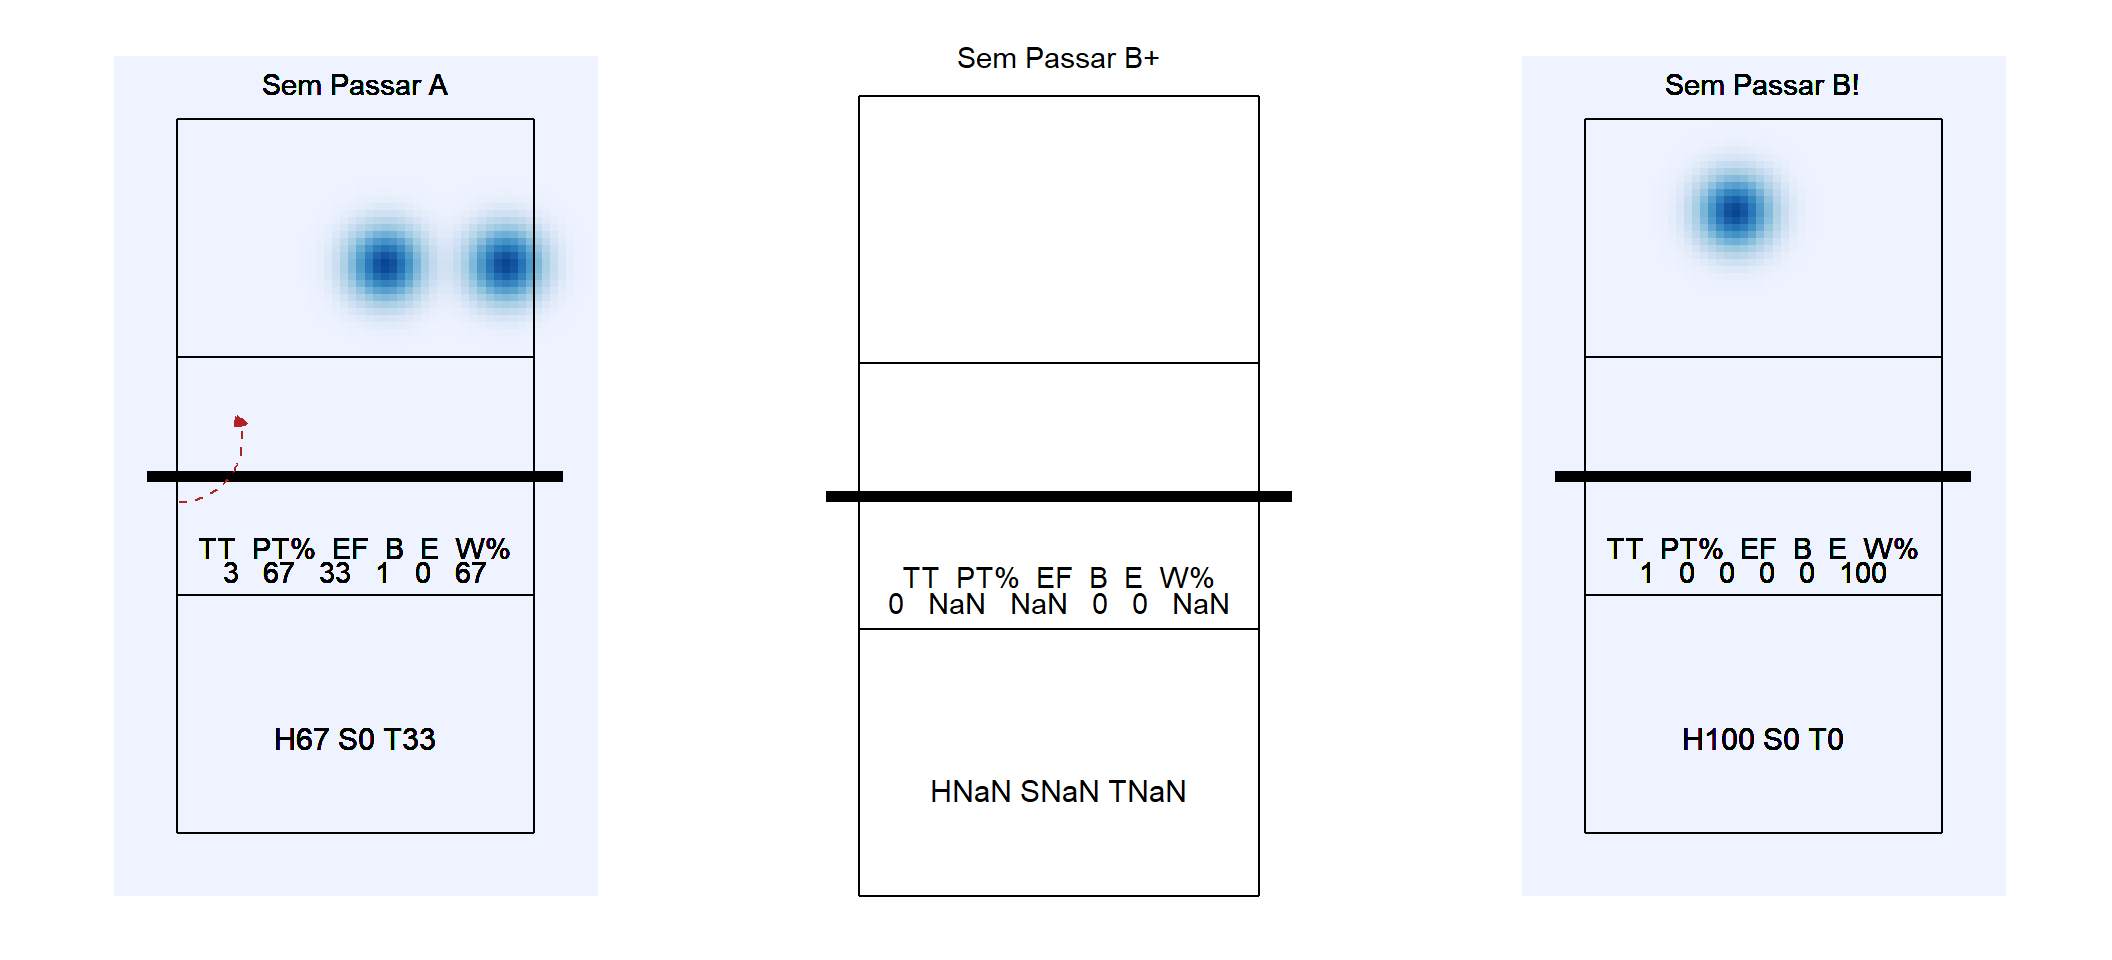 Sem Passar A
TT PT% EF B E W%
3 67 33 1 0 67
H67 S0 T33
Sem Passar B+
TT PT% EF B E W%
0 NaN NaN 0 0 NaN
HNaN SNaN TNaN
Sem Passar B!
TT PT% EF B E W%
1 0 0 0 0 100
H100 S0 T0